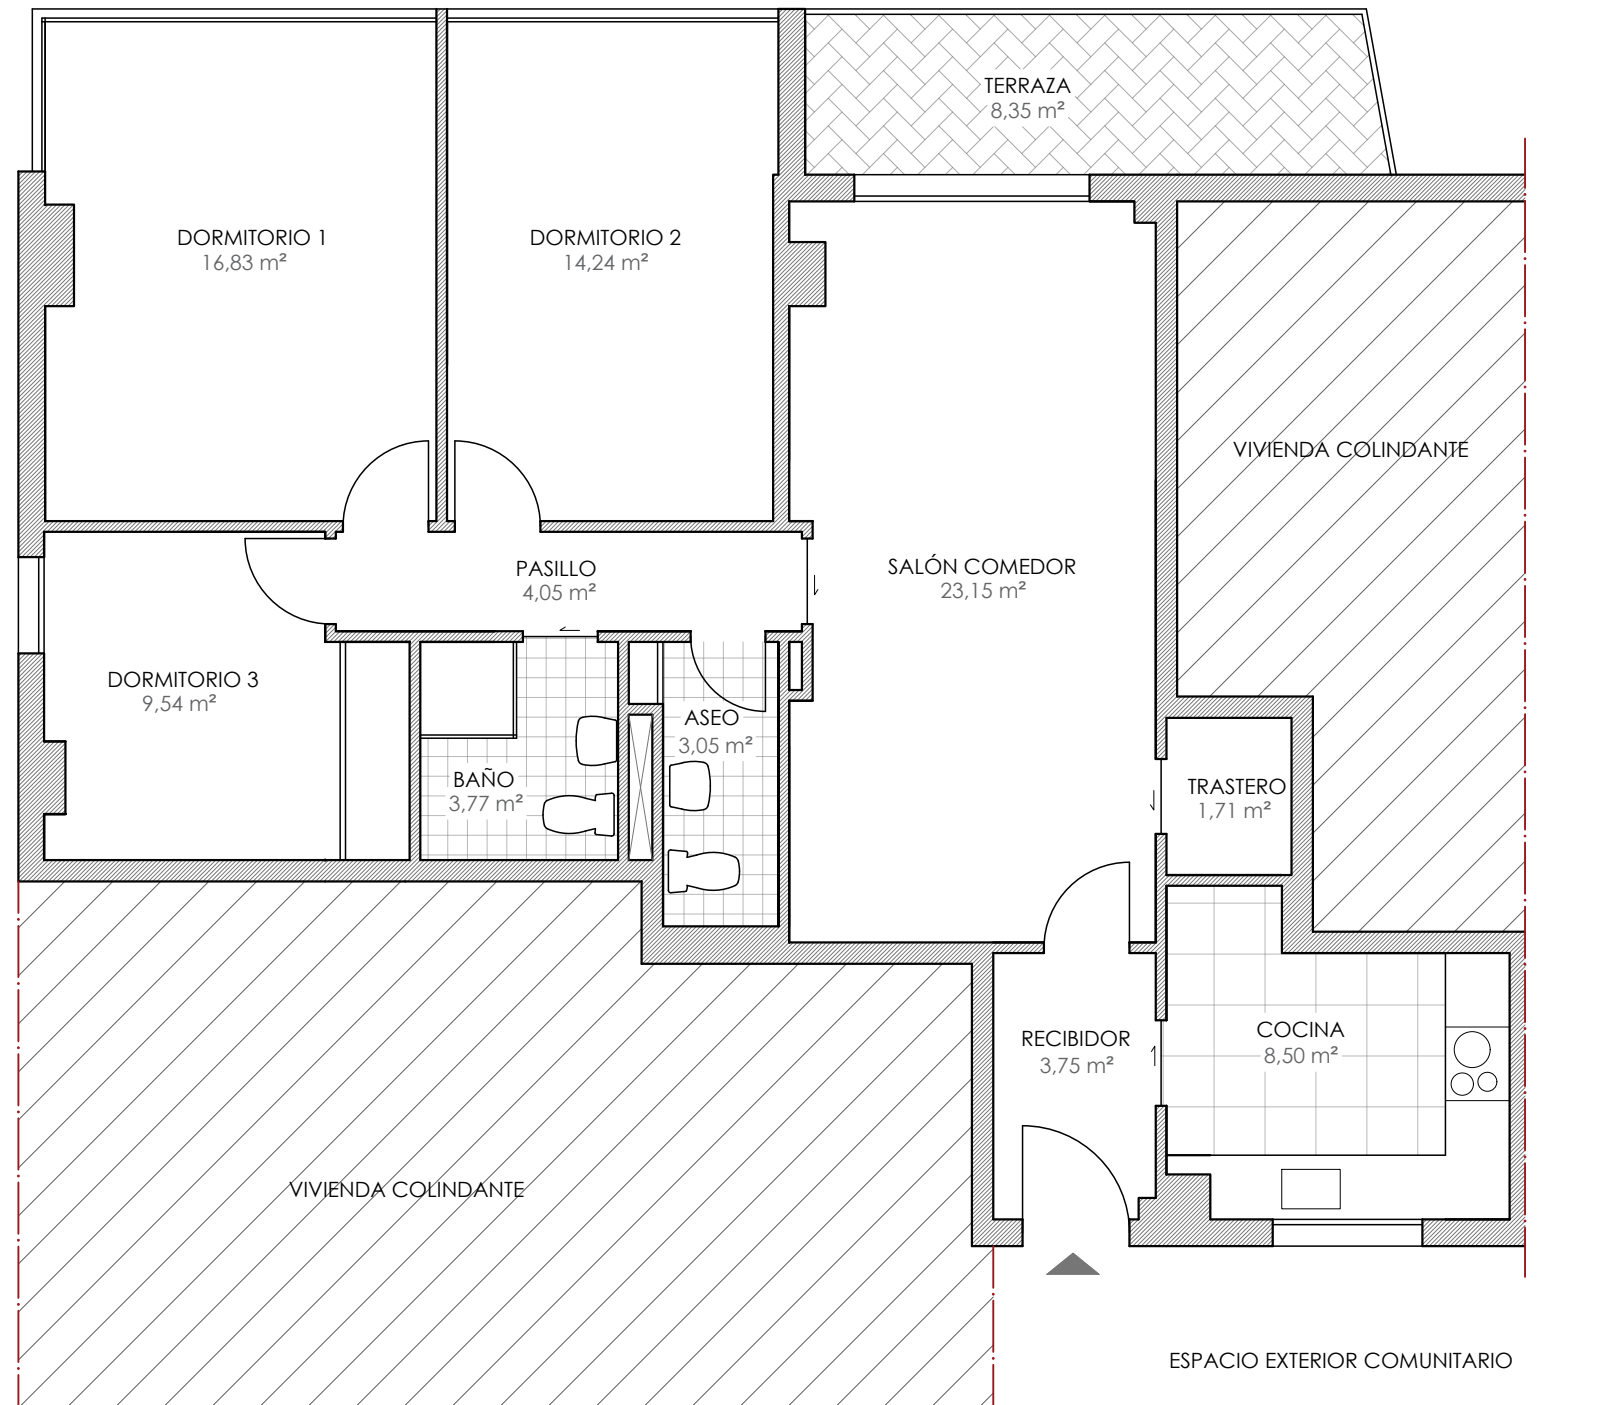 TERRAZA
8,35 m²
DORMITORIO 1
16,83 m²
DORMITORIO 2
14,24 m²
VIVIENDA COLINDANTE
PASILLO
4,05 m²
SALÓN COMEDOR
23,15 m²
DORMITORIO 3
9,54 m²
ASEO
3,05 m²
BAÑO
3,77 m²
TRASTERO
1,71 m²
RECIBIDOR
3,75 m²
COCINA
8,50 m²
VIVIENDA COLINDANTE
ESPACIO EXTERIOR COMUNITARIO